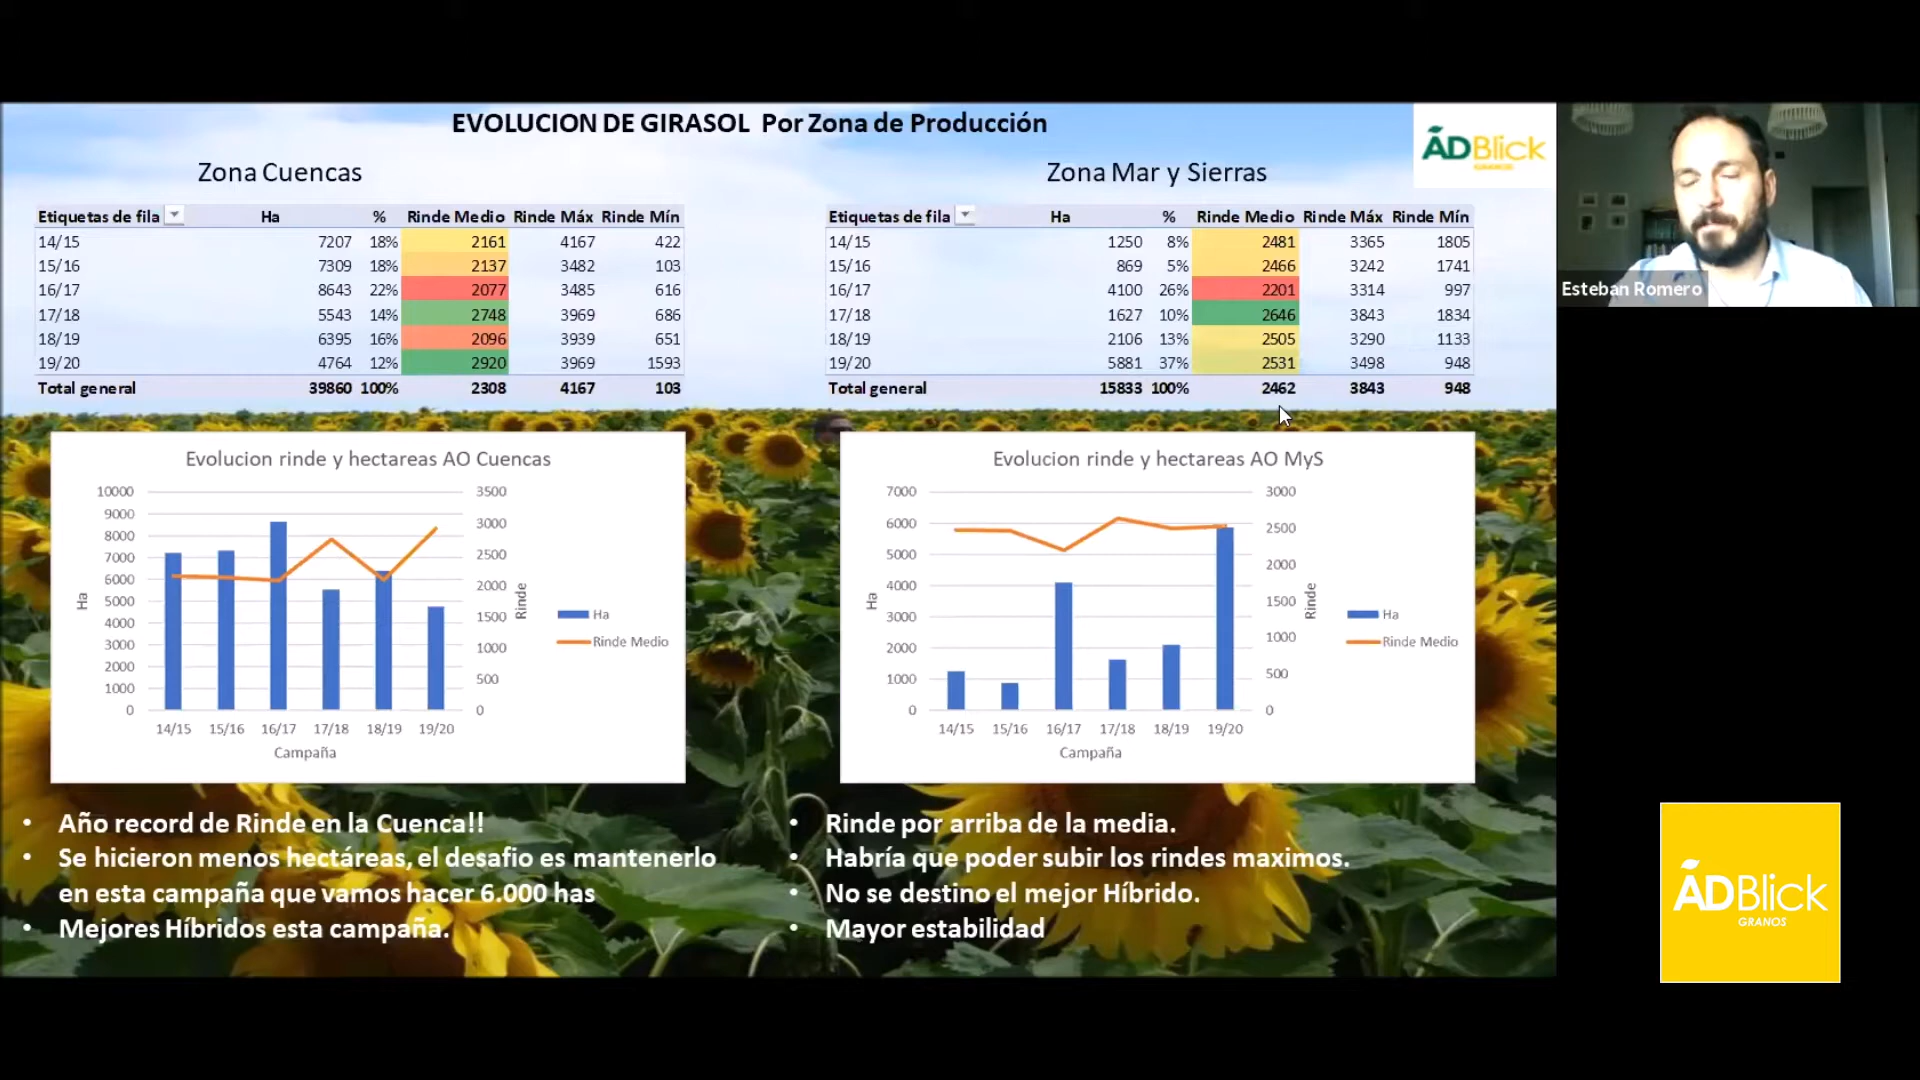 EVOLUCION DE GIRASOL Por Zona de Producción
ÁDBlick
GRANOS
Zona Cuencas
Etiquetas de fila Ha % Rinde Medio Rinde Máx Rinde Mín
14/15 7207 18% 2161 4167 422
15/16 7309 18% 2137 3482 103
16/17 8643 22% 2077 3485 616
17/18 5543 14% 2748 3969 686
18/19 6395 16% 2096 3939 651
19/20 4764 12% 2920 3969 1593
Total general 39860 100% 2308 4167 103
Zona Mar y Sierras
Etiquetas de fila Ha % Rinde Medio Rinde Máx Rinde Mín
14/15 1250 8% 2481 3365 1805
15/16 869 5% 2466 3242 1741
16/17 4100 26% 2201 3314 997
17/18 1627 10% 2646 3843 1834
18/19 2106 13% 2505 3290 1133
19/20 5881 37% 2531 3498 948
Total general 15833 100% 2462 3843 948
Esteban Romero
Evolucion rinde y hectareas AO Cuencas
10000
9000
8000
7000
6000
5000
4000
3000
2000
1000
0
Ha
3500
3000
2500
2000
1500
1000
500
0
Rinde
Ha
Rinde Medio
14/15 15/16 16/17 17/18 18/19 19/20
Campaña
Evolucion rinde y hectareas AO MyS
7000
6000
5000
4000
3000
2000
1000
0
Ha
3000
2500
2000
1500
1000
500
0
Rinde
Ha
Rinde Medio
14/15 15/16 16/17 17/18 18/19 19/20
Campaña
• Año record de Rinde en la Cuenca!!
• Se hicieron menos hectáreas, el desafio es mantenerlo
en esta campaña que vamos hacer 6.000 has
• Mejores Híbridos esta campaña.
• Rinde por arriba de la media.
• Habría que poder subir los rindes maximos.
• No se destino el mejor Híbrido.
• Mayor estabilidad
ÁDBlick
GRANOS